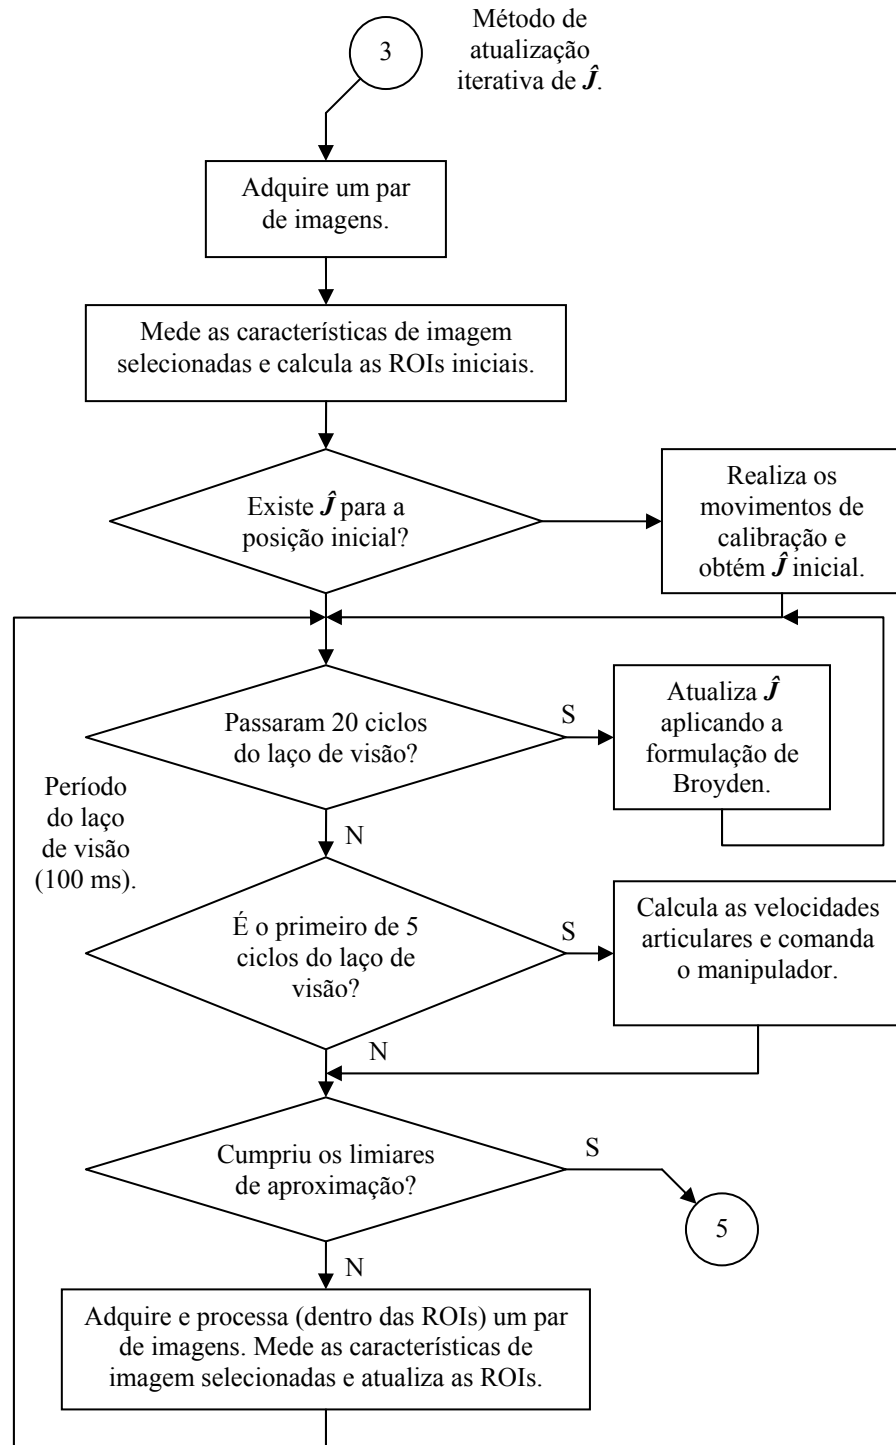 3
Método de
atualização
iterativa de Ĵ.
Adquire um par
de imagens.
Mede as características de imagem
selecionadas e calcula as ROIs iniciais.
Existe Ĵ para a
posição inicial?
Realiza os
movimentos de
calibração e
obtém Ĵ inicial.
Passaram 20 ciclos
do laço de visão?
S
Atualiza Ĵ
aplicando a
formulação de
Broyden.
Período
do laço
de visão
(100 ms).
N
É o primeiro de 5
ciclos do laço de
visão?
S
Calcula as velocidades
articulares e comanda
o manipulador.
N
Cumpriu os limiares
de aproximação?
S
5
N
Adquire e processa (dentro das ROIs) um par
de imagens. Mede as características de
imagem selecionadas e atualiza as ROIs.